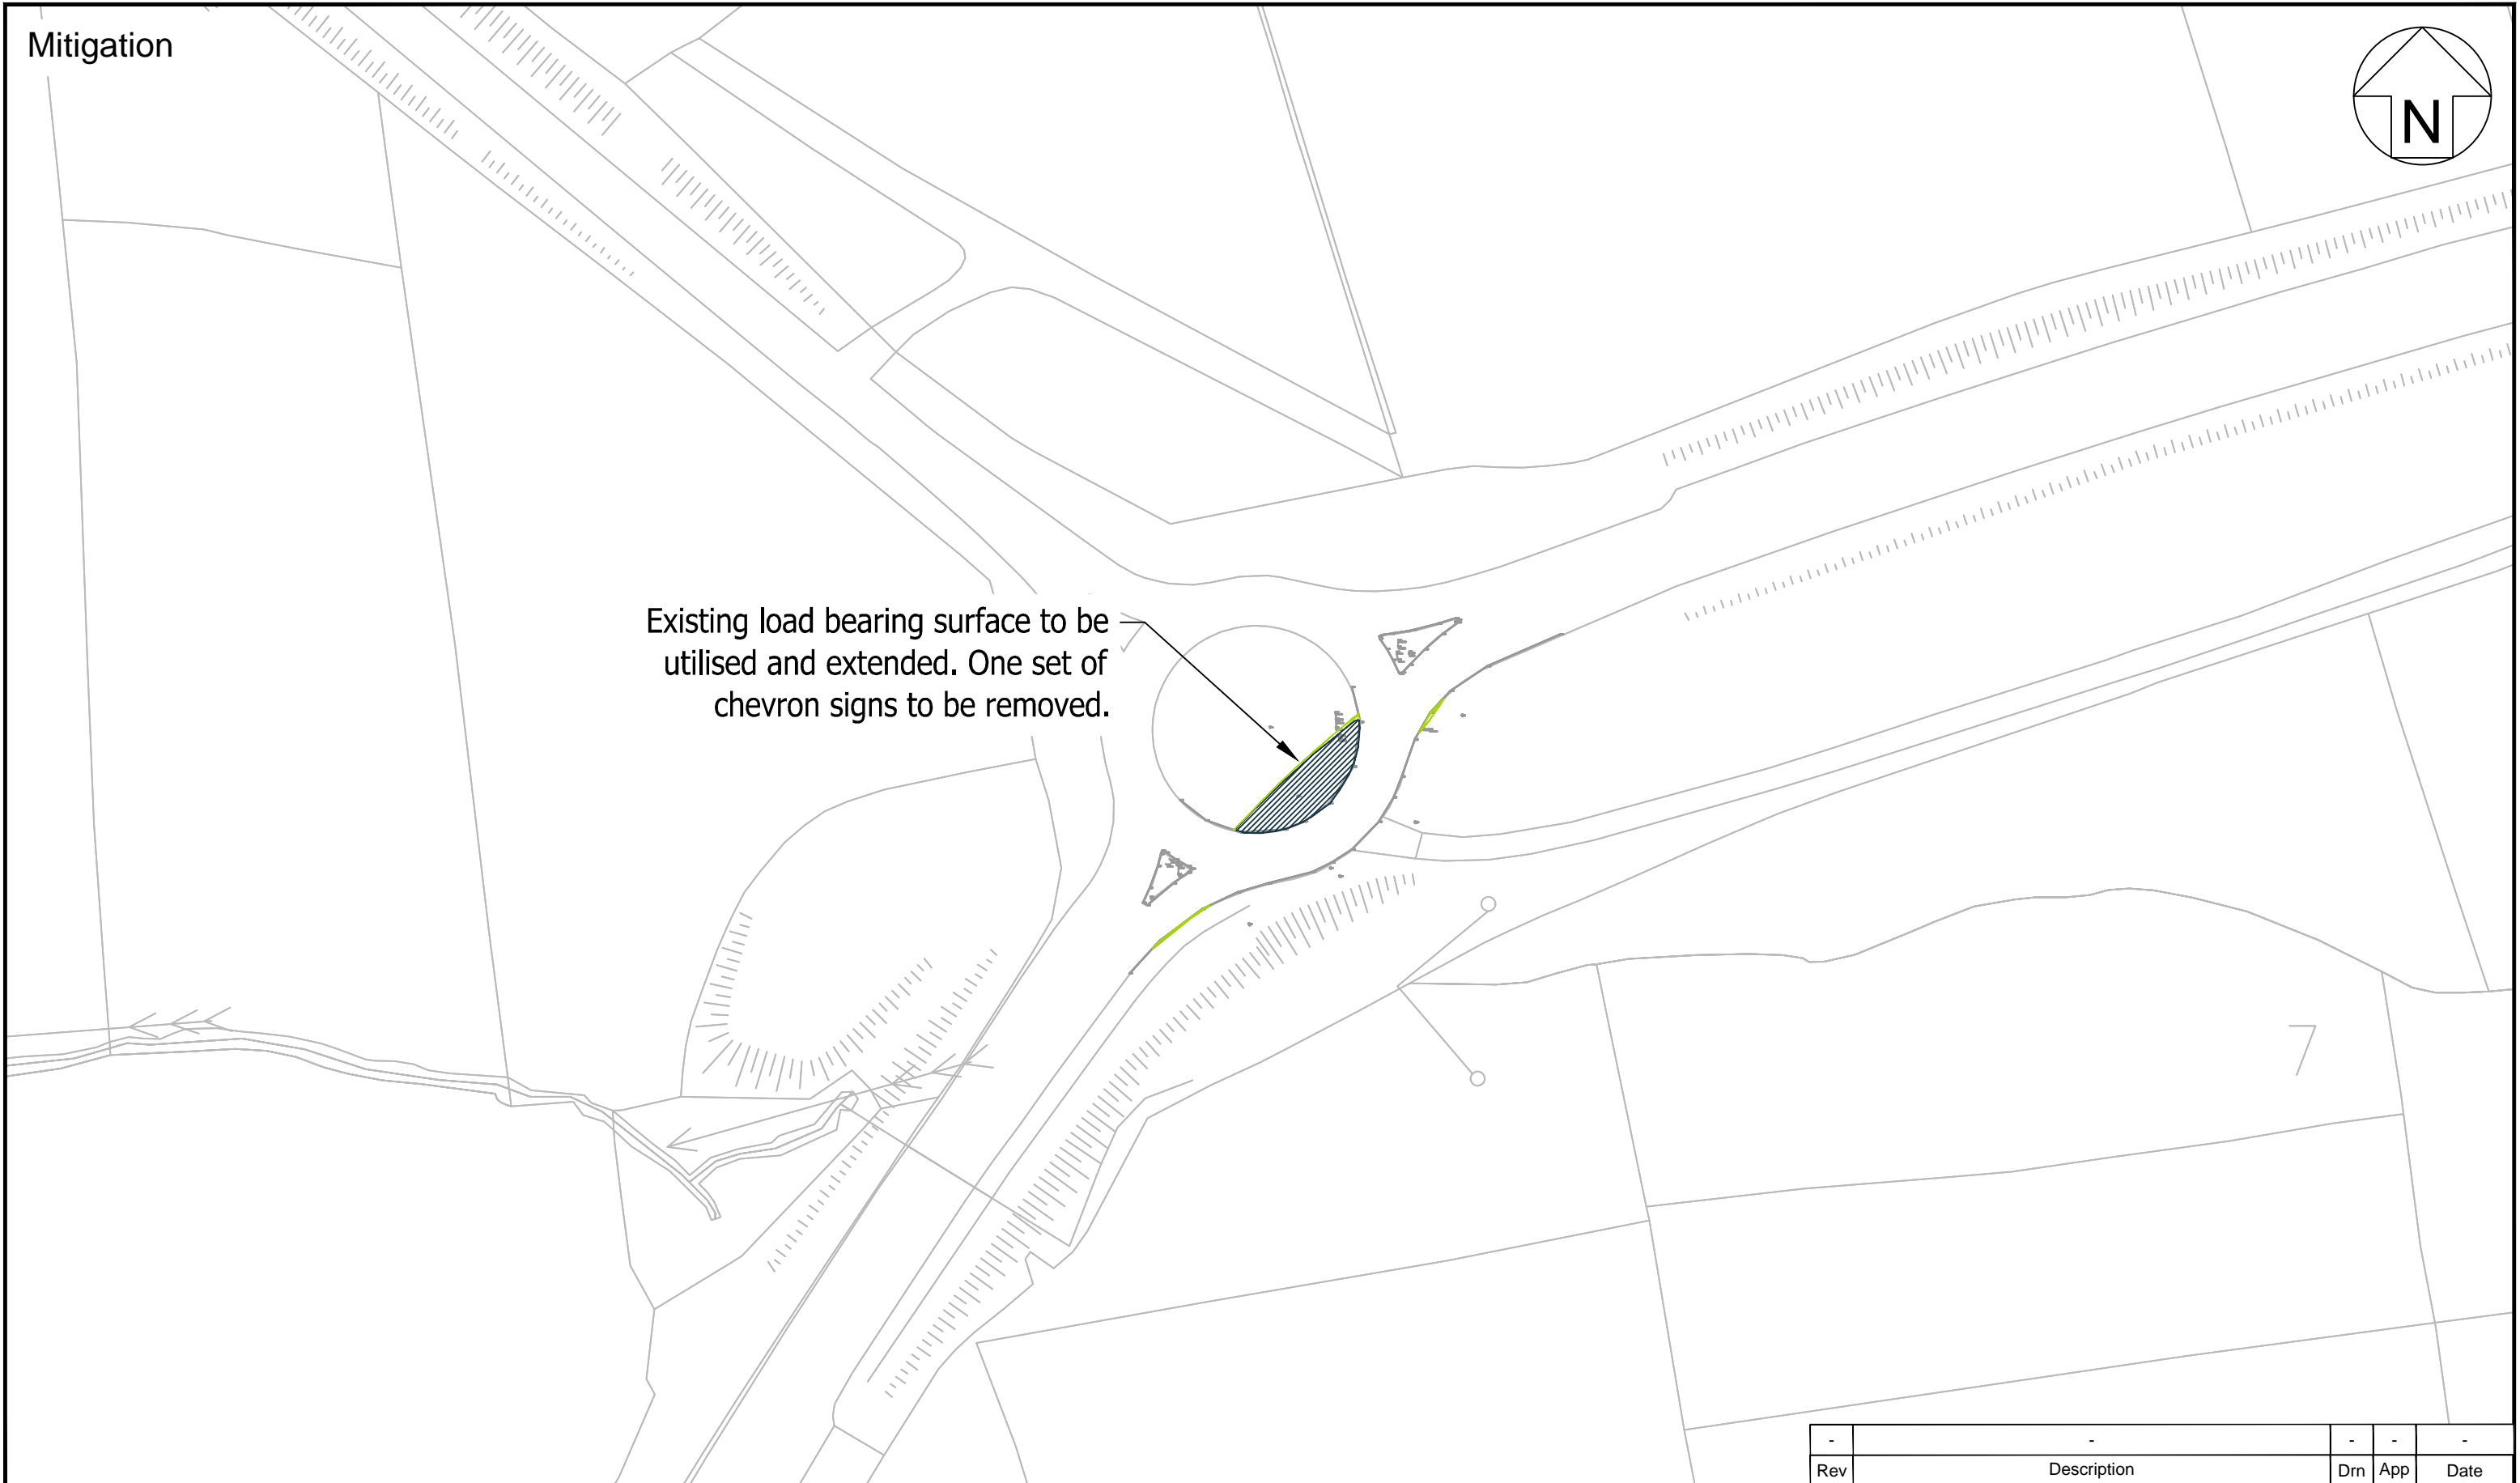 Mitigation
N
Existing load bearing surface to be
utilised and extended. One set of
chevron signs to be removed.
- - - - -
Rev Description Drn App Date